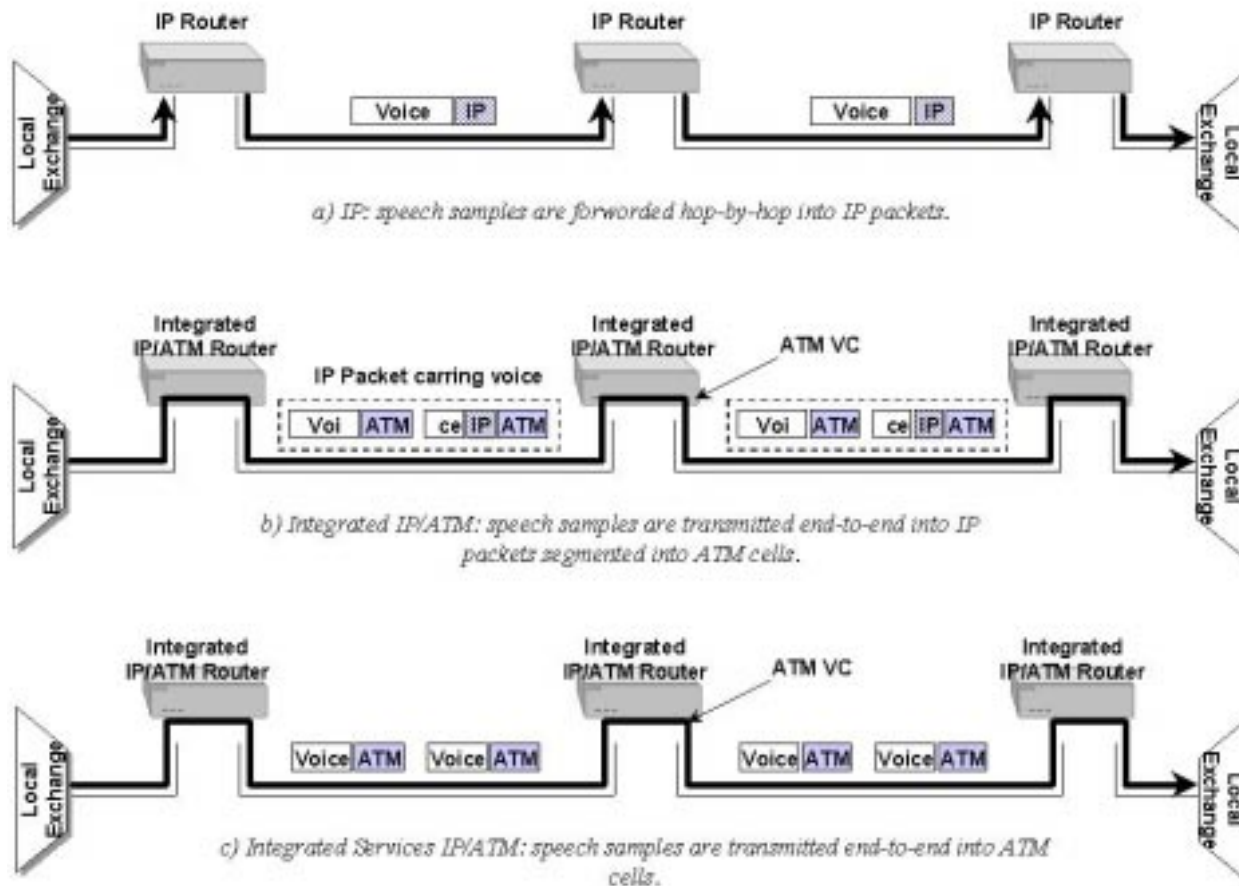 IP Router
IP Router
IP Router
Local Exchange
Voice IP
Voice IP
Local Exchange
a) IP: speech samples are forworded hop-by-hop into IP packets.
Integrated
IP/ATM Router
Integrated
IP/ATM Router
Integrated
IP/ATM Router
ATM VC
IP Packet carring voice
Local Exchange
Voi ATM ce IP ATM
Voi ATM ce IP ATM
Local Exchange
b) Integrated IP/ATM: speech samples are transmitted end-to-end into IP
packets segmented into ATM cells.
Integrated
IP/ATM Router
Integrated
IP/ATM Router
Integrated
IP/ATM Router
ATM VC
Local Exchange
Voice ATM Voice ATM
Voice ATM Voice ATM
Local Exchange
c) Integrated Services IP/ATM: speech samples are transmitted end-to-end into ATM
cells.